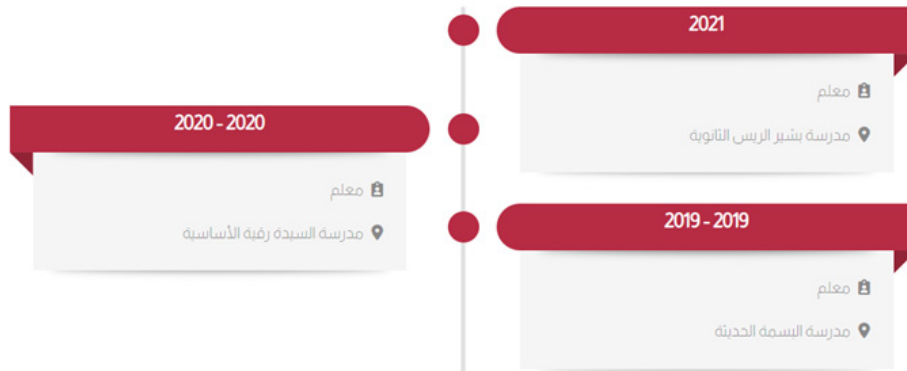 2021
معلم
مدرسة بشير الريس الثانوية
2020 - 2020
معلم
مدرسة السيدة رقية الأساسية
2019 - 2019
معلم
مدرسة البسمة الحديثة